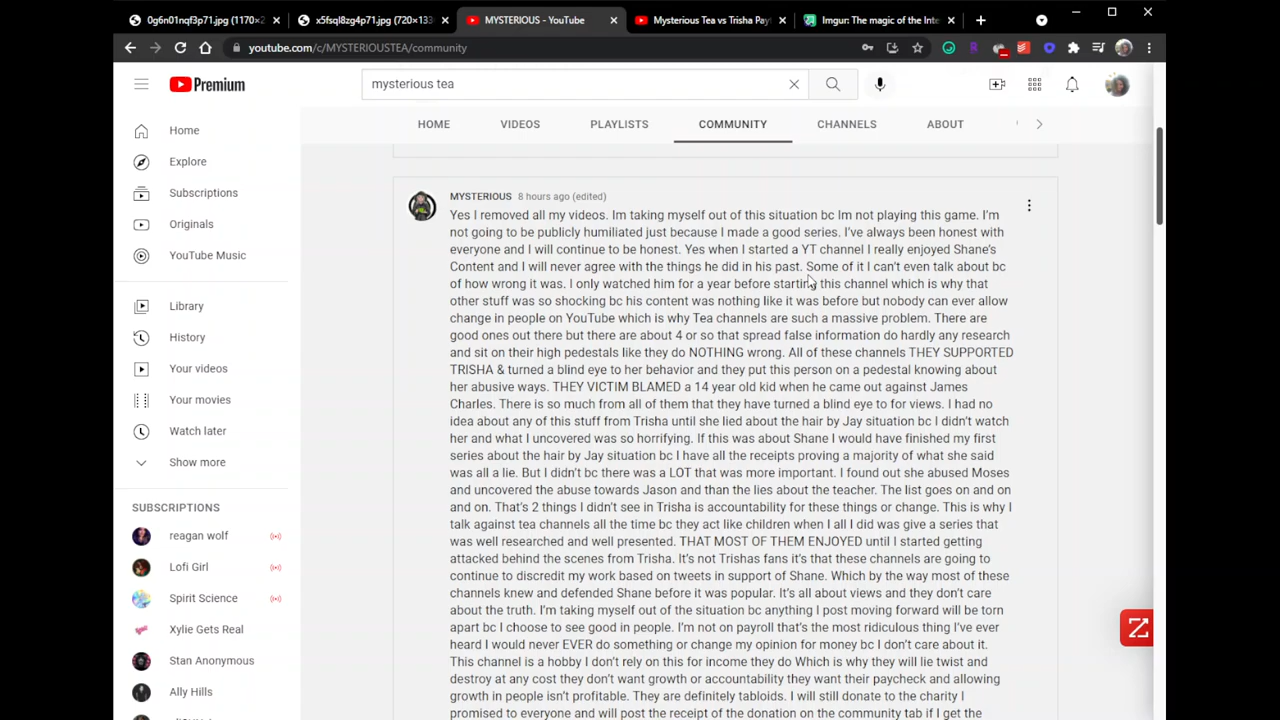 0g6n01nqf3p71.jpg (1170×2
x5fsql8zg4p71.jpg (720×133
MYSTERIOUS - YouTube
Mysterious Tea vs Trisha Pay
Imgur: The magic of the Inte
youtube.com/c/MYSTERIOUSTEA/community
Premium
mysterious tea
HOME
VIDEOS
PLAYLISTS
COMMUNITY
CHANNELS
ABOUT
Home
Explore
Subscriptions
Originals
YouTube Music
Library
History
Your videos
Your movies
Watch later
Show more
SUBSCRIPTIONS
reagan wolf
Lofi Girl
Spirit Science
Xylie Gets Real
Stan Anonymous
Ally Hills
MYSTERIOUS 8 hours ago (edited)
Yes I removed all my videos. Im taking myself out of this situation bc Im not playing this game. I'm
not going to be publicly humiliated just because I made a good series. I've always been honest with
everyone and I will continue to be honest. Yes when I started a YT channel I really enjoyed Shane's
Content and I will never agree with the things he did in his past. Some of it I can't even talk about bc
of how wrong it was. I only watched him for a year before starting this channel which is why that
other stuff was so shocking bc his content was nothing like it was before but nobody can ever allow
change in people on YouTube which is why Tea channels are such a massive problem. There are
good ones out there but there are about 4 or so that spread false information do hardly any research
and sit on their high pedestals like they do NOTHING wrong. All of these channels THEY SUPPORTED
TRISHA & turned a blind eye to her behavior and they put this person on a pedestal knowing about
her abusive ways. THEY VICTIM BLAMED a 14 year old kid when he came out against James
Charles. There is so much from all of them that they have turned a blind eye to for views. I had no
idea about any of this stuff from Trisha until she lied about the hair by Jay situation bc I didn't watch
her and what I uncovered was so horrifying. If this was about Shane I would have finished my first
series about the hair by Jay situation bc I have all the receipts proving a majority of what she said
was all a lie. But I didn't bc there was a LOT that was more important. I found out she abused Moses
and uncovered the abuse towards Jason and than the lies about the teacher. The list goes on and on
and on. That's 2 things I didn't see in Trisha is accountability for these things or change. This is why I
talk against tea channels all the time bc they act like children when I all I did was give a series that
was well researched and well presented. THAT MOST OF THEM ENJOYED until I started getting
attacked behind the scenes from Trisha. It's not Trishas fans it's that these channels are going to
continue to discredit my work based on tweets in support of Shane. Which by the way most of these
channels knew and defended Shane before it was popular. It's all about views and they don't care
about the truth. I'm taking myself out of the situation bc anything I post moving forward will be torn
apart bc I choose to see good in people. I'm not on payroll that's the most ridiculous thing I've ever
heard I would never EVER do something or change my opinion for money bc I don't care about it.
This channel is a hobby I don't rely on this for income they do Which is why they will lie twist and
destroy at any cost they don't want growth or accountability they want their paycheck and allowing
growth in people isn't profitable. They are definitely tabloids. I will still donate to the charity I
promised to everyone and will post the receipt of the donation on the community tab if I get the